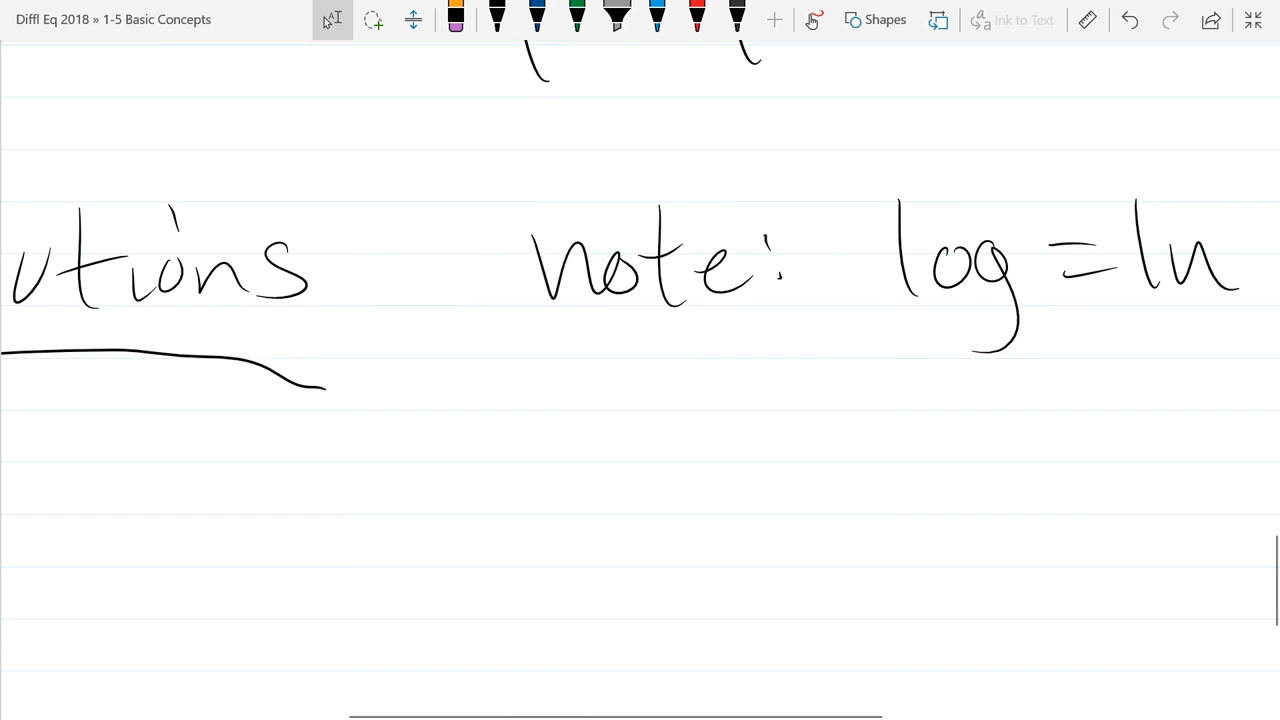 Diffl Eq 2018 » 1-5 Basic Concepts
Shapes
Ink to Text
utions note: log = ln